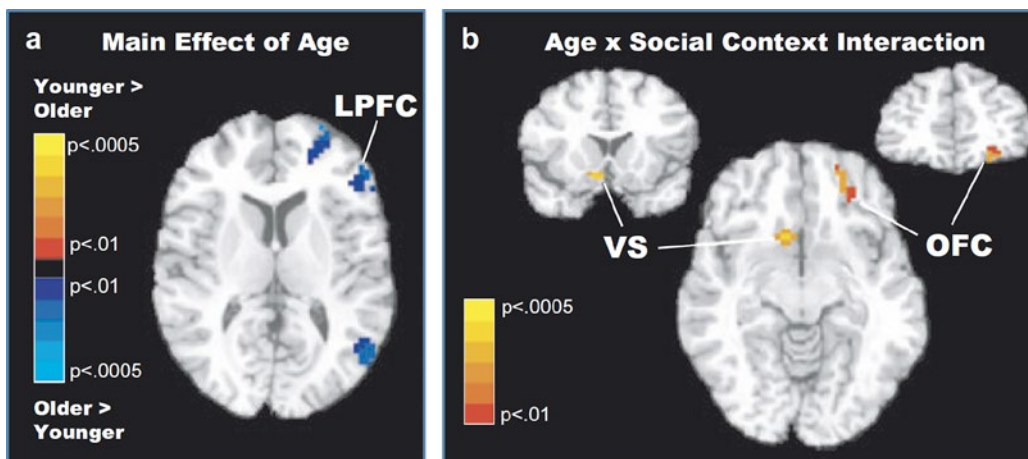 a
Main Effect of Age
Younger >
Older
p<.0005
p<.01
p<.01
p<.0005
Older >
Younger
LPFC
b
Age x Social Context Interaction
VS
OFC
p<.0005
p<.01